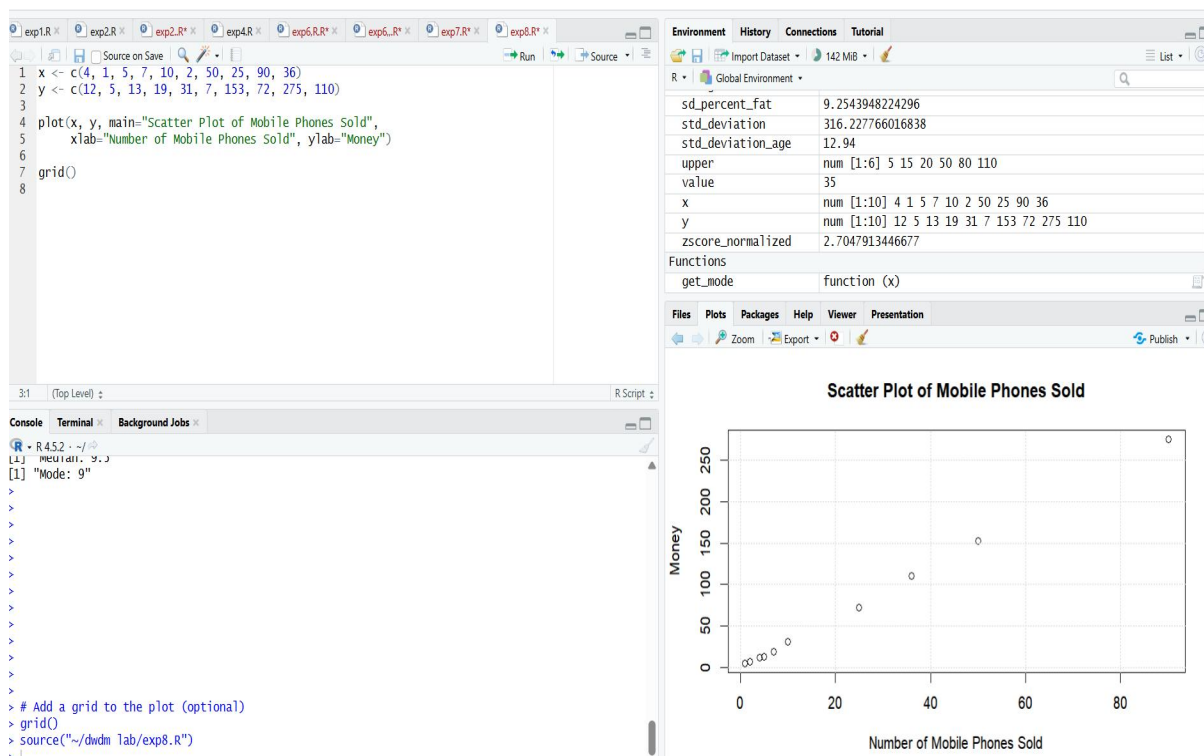 exp1.R × exp2.R × exp2..R* × exp4.R × exp6.R.R* × exp6,..R* × exp7.R* × exp8.R* ×
Source on Save Run Source
1 x <- c(4, 1, 5, 7, 10, 2, 50, 25, 90, 36)
2 y <- c(12, 5, 13, 19, 31, 7, 153, 72, 275, 110)
3
4 plot(x, y, main="Scatter Plot of Mobile Phones Sold",
5 xlab="Number of Mobile Phones Sold", ylab="Money")
6
7 grid()
8
3:1 (Top Level) R Script
Console Terminal × Background Jobs ×
R 4.5.2 · ~/
[1] "Median: 9.5"
[1] "Mode: 9"
>
>
>
>
>
>
>
>
>
>
>
>
>
> # Add a grid to the plot (optional)
> grid()
> source("~/dwdm lab/exp8.R")
Environment History Connections Tutorial
Import Dataset 142 MiB List
R Global Environment
sd_percent_fat 9.2543948224296
std_deviation 316.227766016838
std_deviation_age 12.94
upper num [1:6] 5 15 20 50 80 110
value 35
x num [1:10] 4 1 5 7 10 2 50 25 90 36
y num [1:10] 12 5 13 19 31 7 153 72 275 110
zscore_normalized 2.7047913446677
Functions
get_mode function (x)
Files Plots Packages Help Viewer Presentation
Zoom Export Publish
Scatter Plot of Mobile Phones Sold
Money
250
200
150
100
50
0
0 20 40 60 80
Number of Mobile Phones Sold